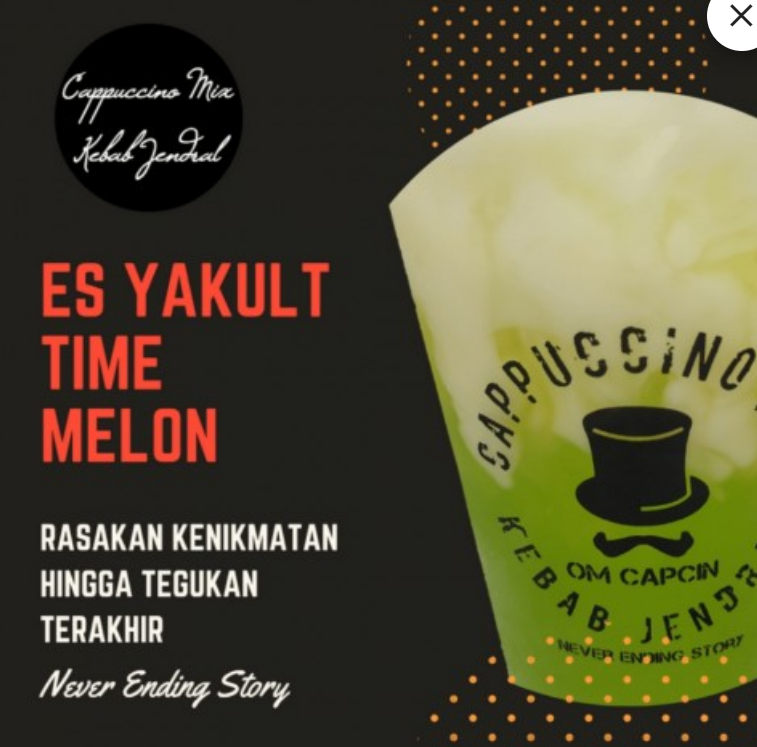 Cappuccino Mix
Kebab Jendral
ES YAKULT
TIME
MELON
RASAKAN KENIKMATAN
HINGGA TEGUKAN
TERAKHIR
Never Ending Story
CAPPUCCINO
OM CAPCIN
KEBAB JENDR
NEVER ENDING STORY